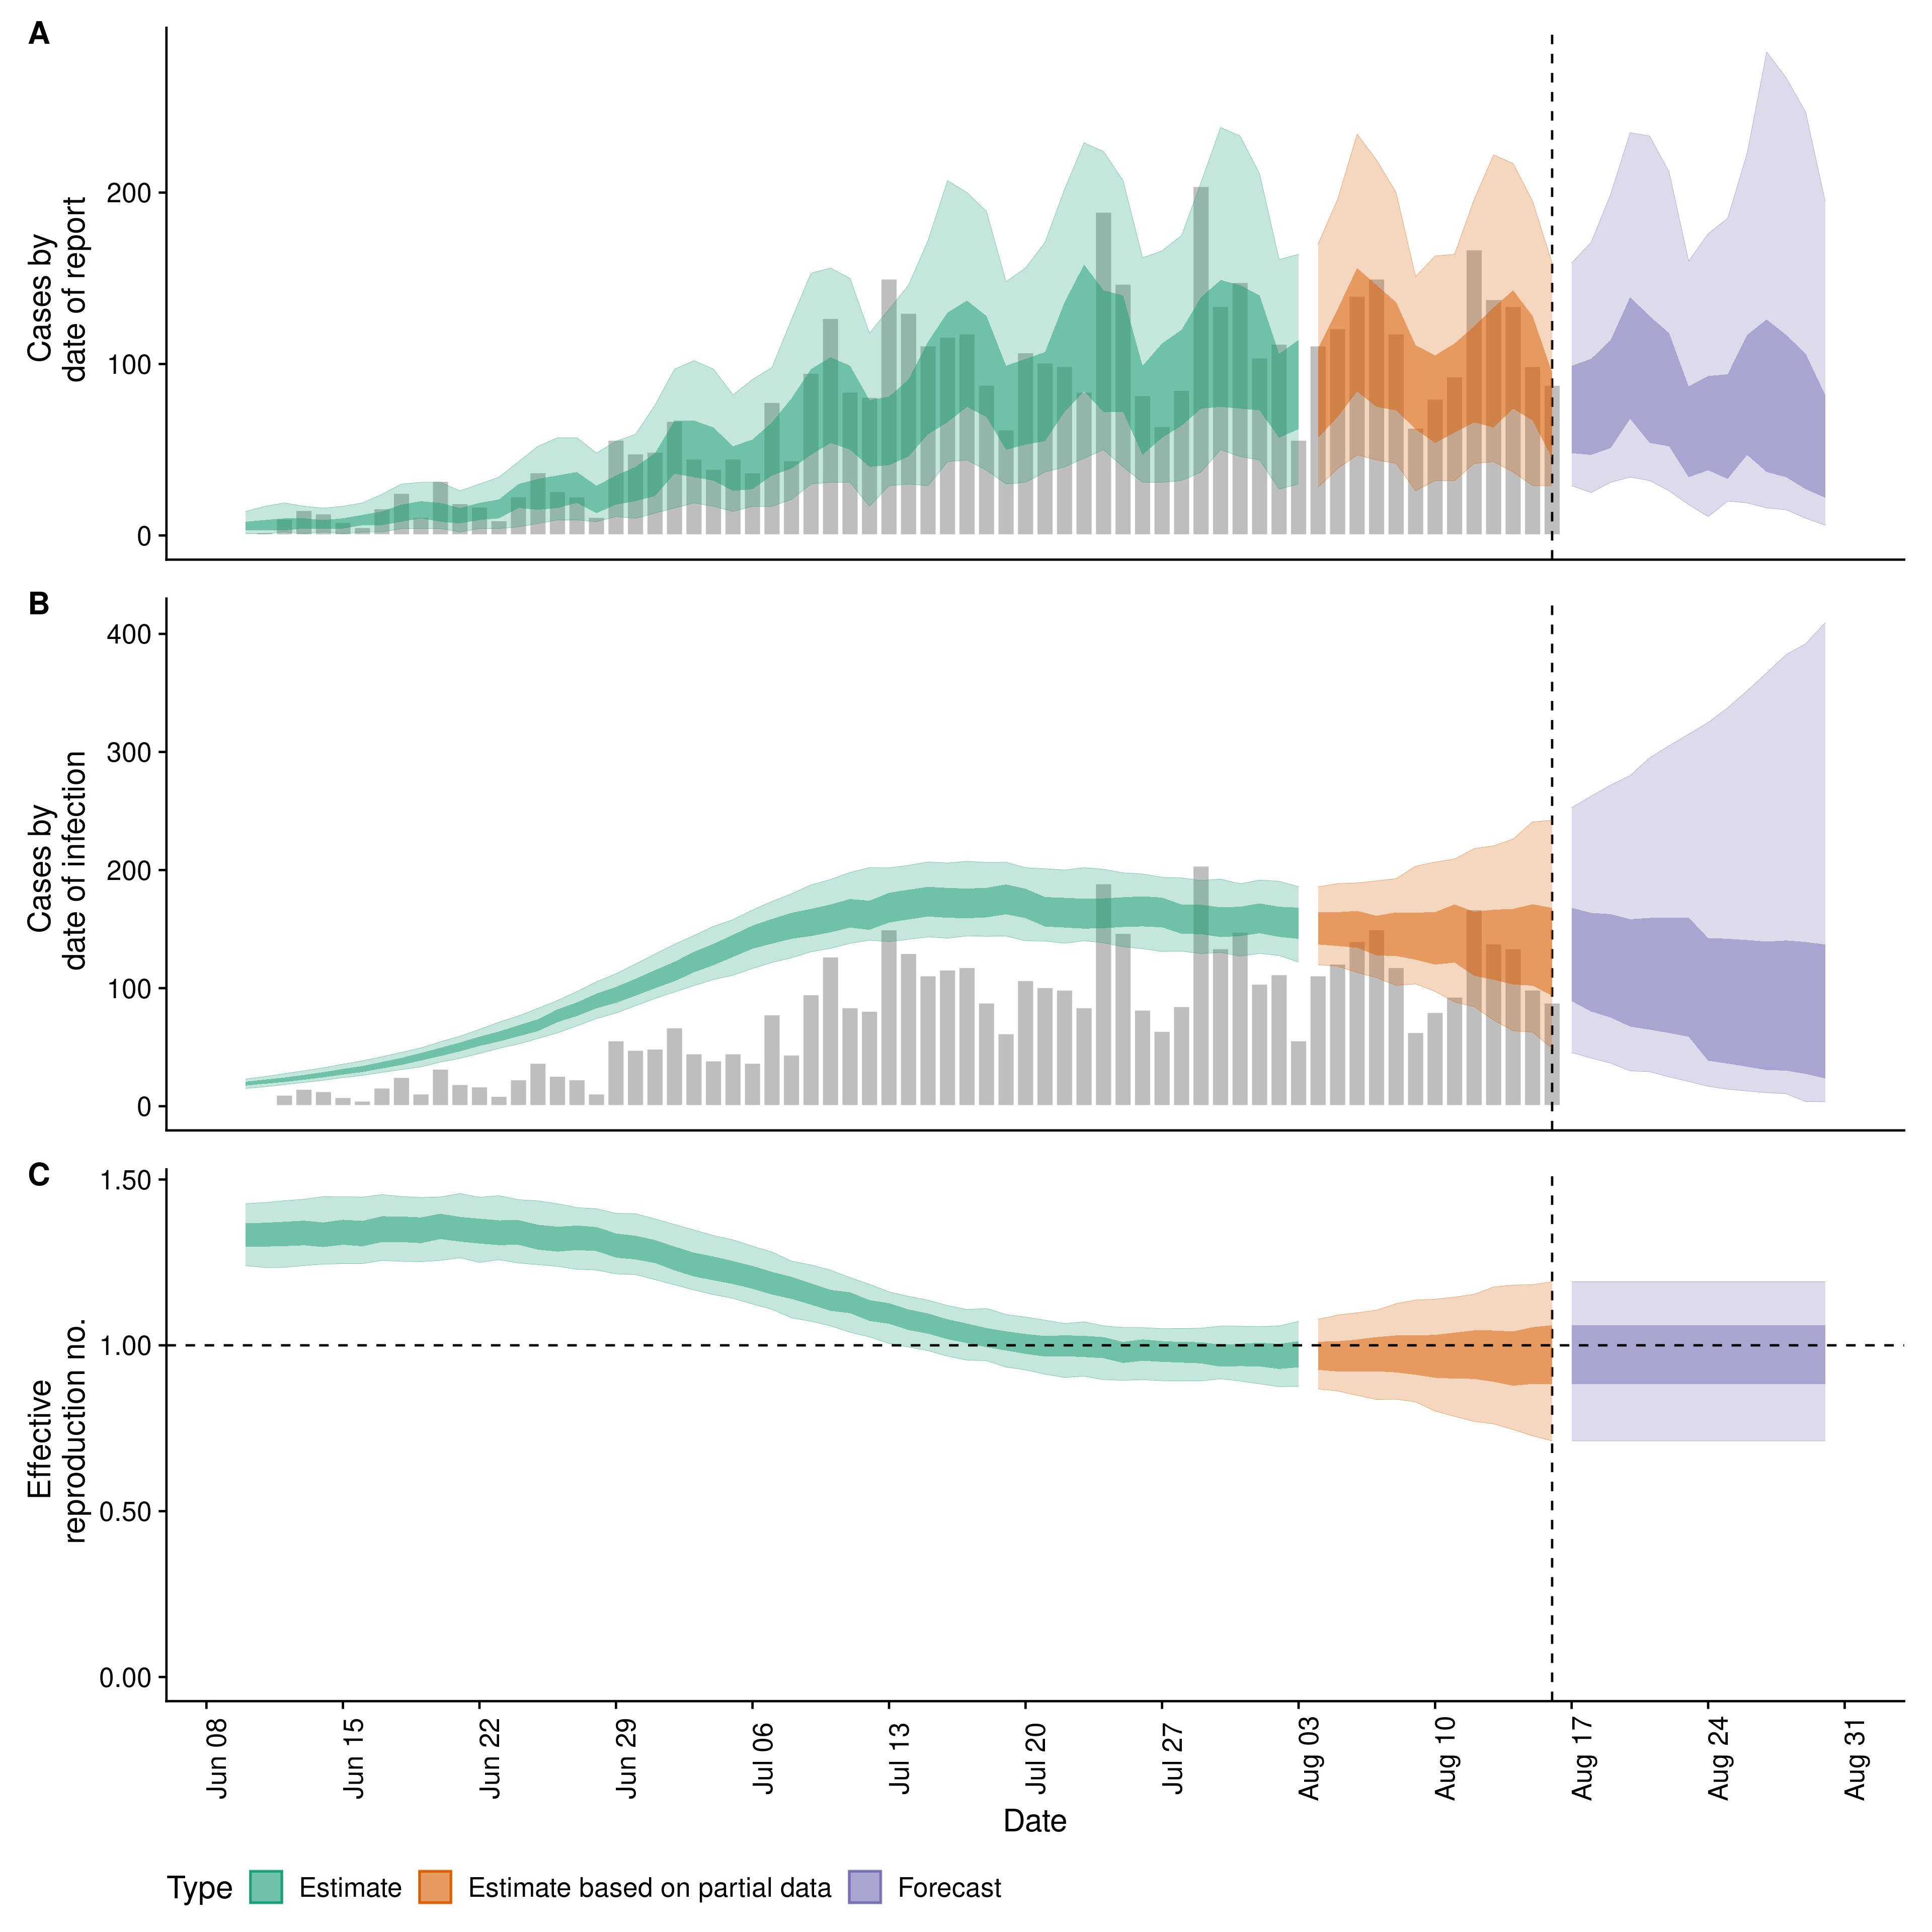 A
Cases by
date of report
200
100
0
B
Cases by
date of infection
400
300
200
100
0
C
Effective
reproduction no.
1.50
1.00
0.50
0.00
Jun 08
Jun 15
Jun 22
Jun 29
Jul 06
Jul 13
Jul 20
Jul 27
Aug 03
Aug 10
Aug 17
Aug 24
Aug 31
Date
Type Estimate Estimate based on partial data Forecast